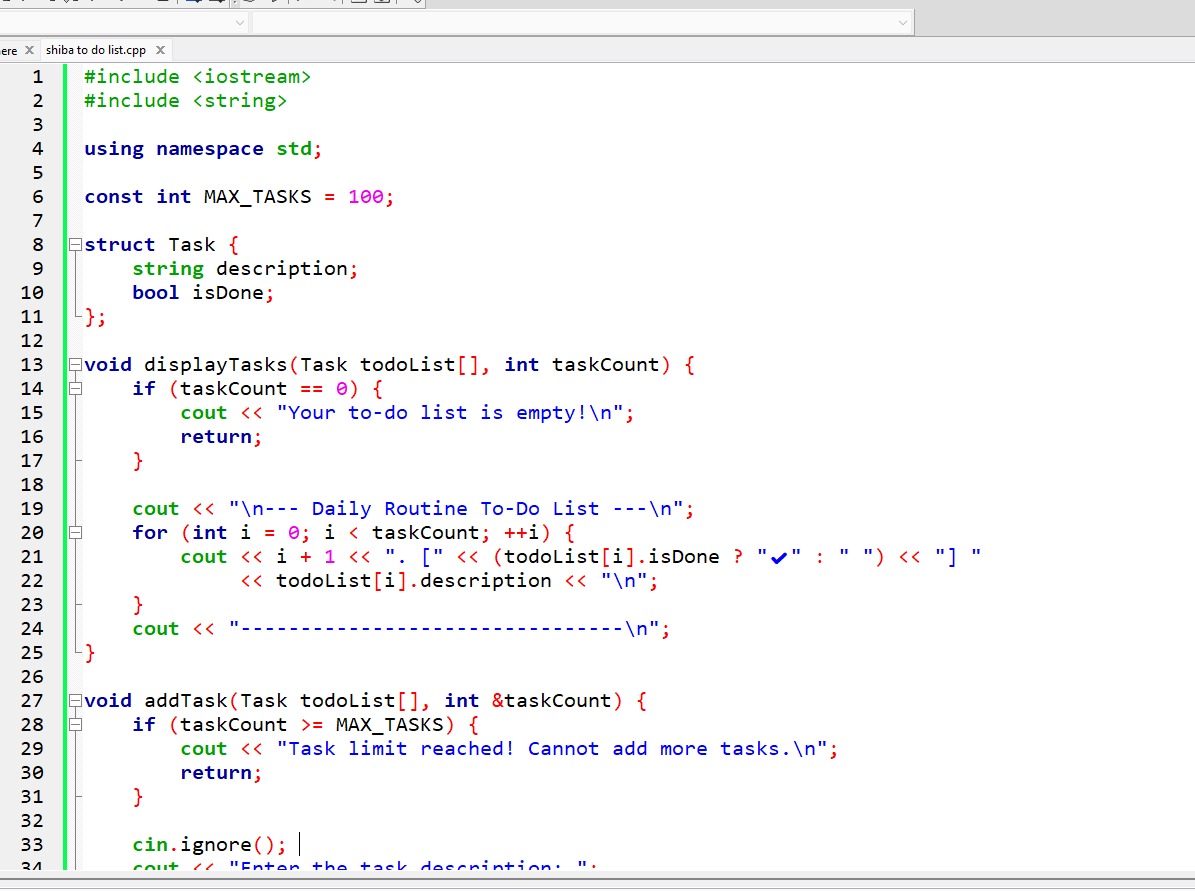 ere X shiba to do list.cpp X
1 #include <iostream>
2 #include <string>
3
4 using namespace std;
5
6 const int MAX_TASKS = 100;
7
8 struct Task {
9 string description;
10 bool isDone;
11 };
12
13 void displayTasks(Task todoList[], int taskCount) {
14 if (taskCount == 0) {
15 cout << "Your to-do list is empty!\n";
16 return;
17 }
18
19 cout << "\n--- Daily Routine To-Do List ---\n";
20 for (int i = 0; i < taskCount; ++i) {
21 cout << i + 1 << ". [" << (todoList[i].isDone ? "✔" : " ") << "] "
22 << todoList[i].description << "\n";
23 }
24 cout << "--------------------------------\n";
25 }
26
27 void addTask(Task todoList[], int &taskCount) {
28 if (taskCount >= MAX_TASKS) {
29 cout << "Task limit reached! Cannot add more tasks.\n";
30 return;
31 }
32
33 cin.ignore();
34 cout << "Enter the task description: ";